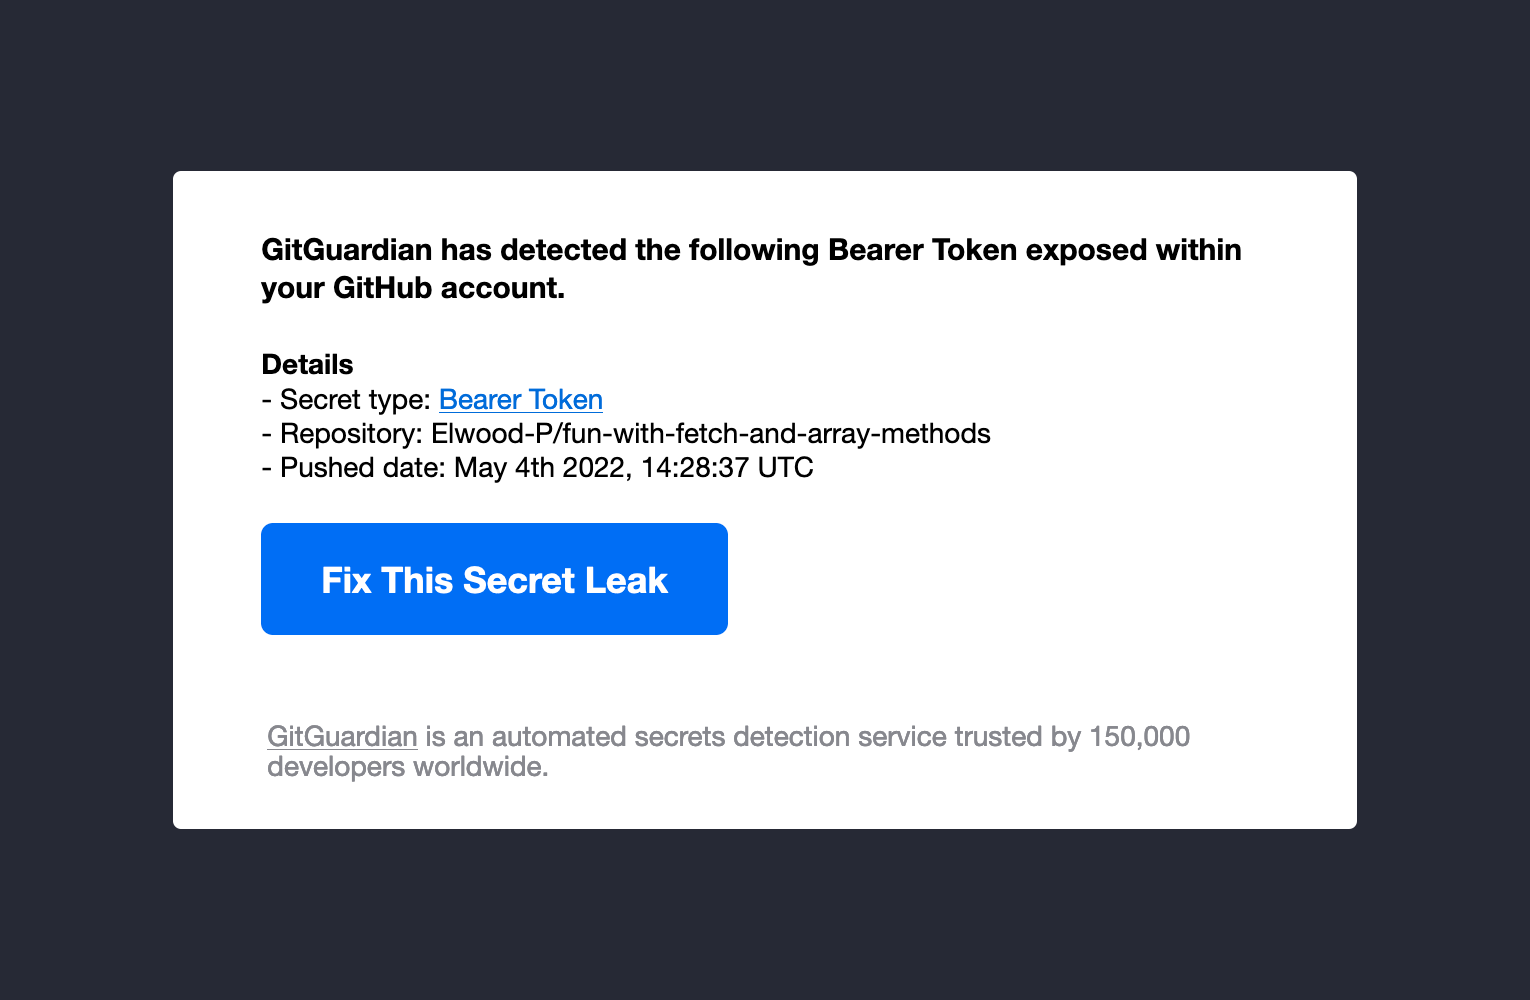 GitGuardian has detected the following Bearer Token exposed within
your GitHub account.
Details
- Secret type: Bearer Token
- Repository: Elwood-P/fun-with-fetch-and-array-methods
- Pushed date: May 4th 2022, 14:28:37 UTC
Fix This Secret Leak
GitGuardian is an automated secrets detection service trusted by 150,000
developers worldwide.